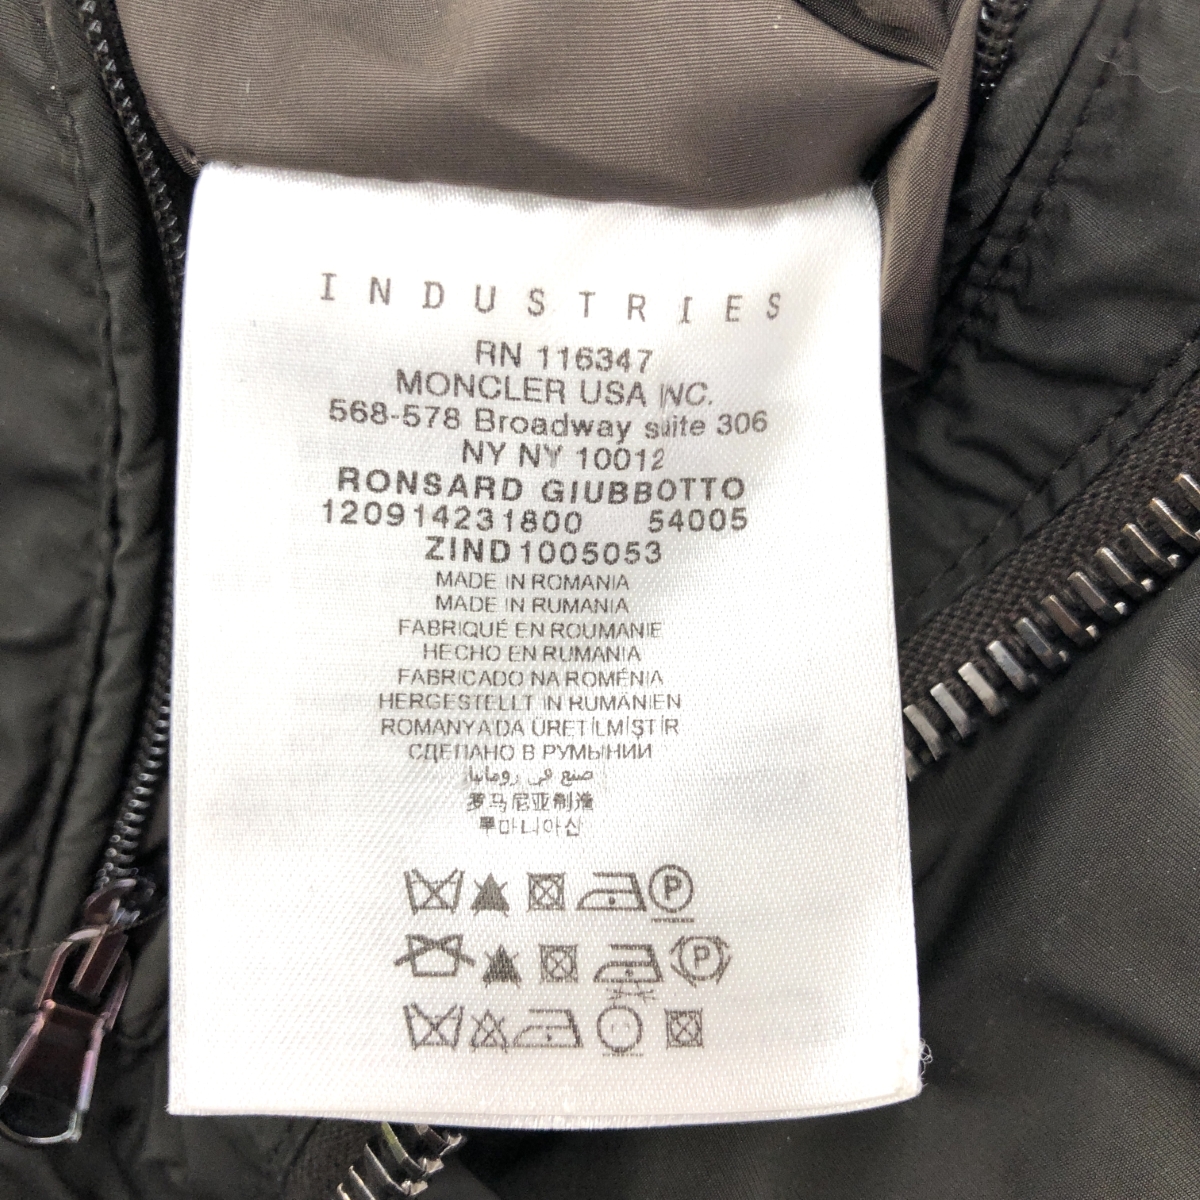 INDUSTRIES
RN 116347
MONCLER USA INC.
568-578 Broadway suite 306
NY NY 10012
RONSARD GIUBBOTTO
120914231800 54005
ZIND1005053
MADE IN ROMANIA
MADE IN RUMANIA
FABRIQUÉ EN ROUMANIE
HECHO EN RUMANIA
FABRICADO NA ROMÉNIA
HERGESTELLT IN RUMÄNIEN
ROMANYA'DA ÜRETİLMİŞTİR
СДЕЛАНО В РУМЫНИИ
صنع في رومانيا
罗马尼亚制造
루마니아산
P
P